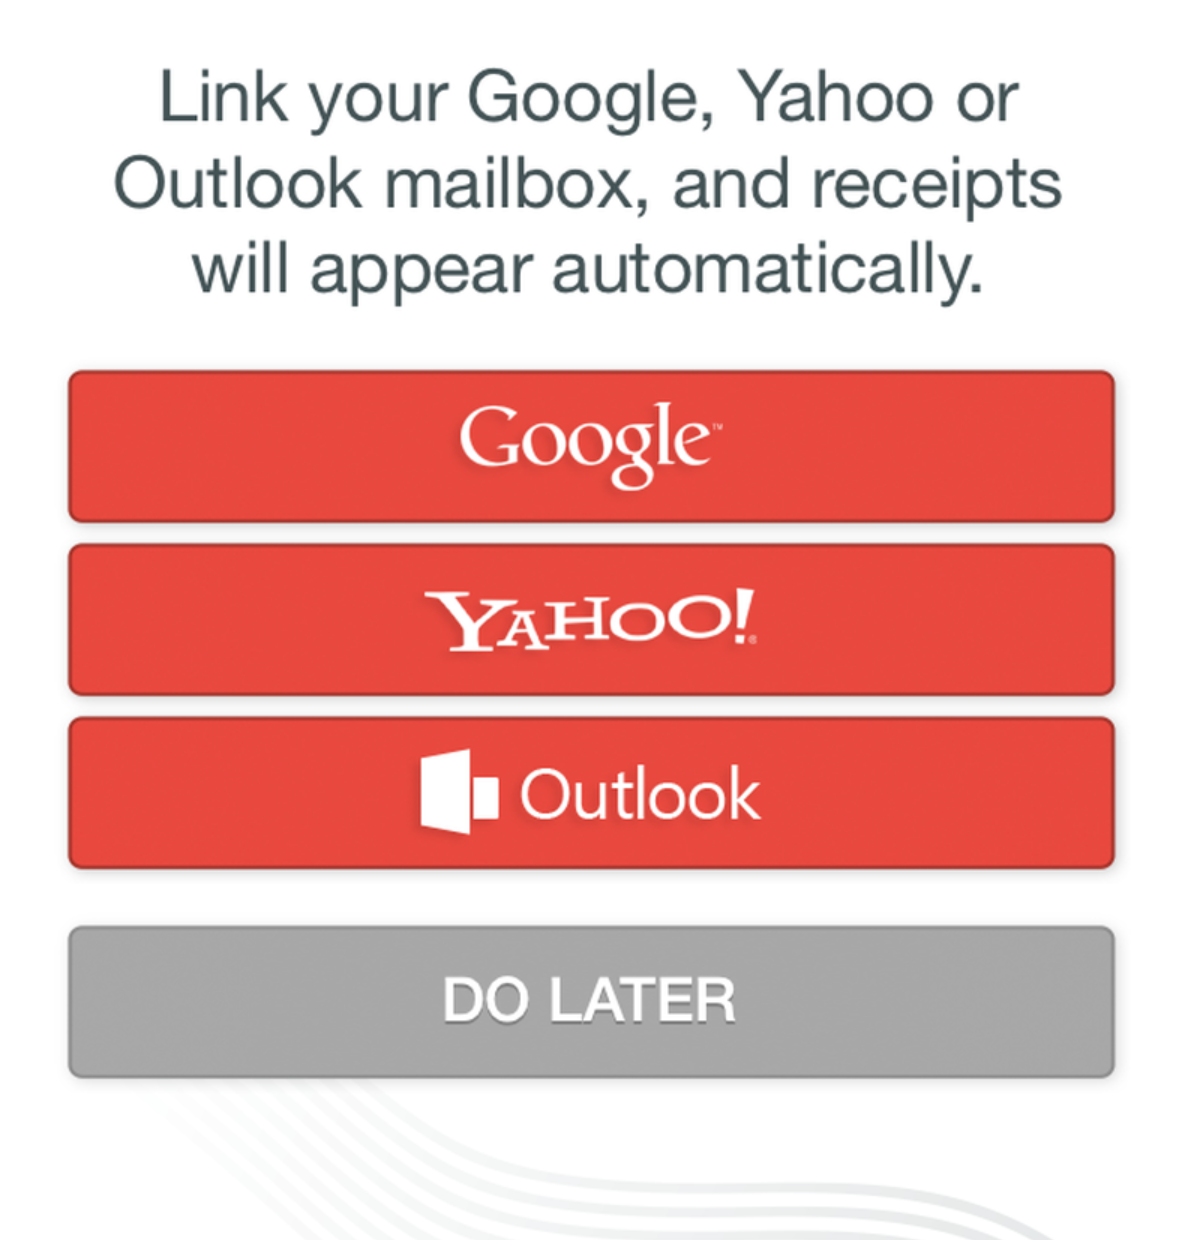 Link your Google, Yahoo or
Outlook mailbox, and receipts
will appear automatically.
Google™
YAHOO!®
Outlook
DO LATER